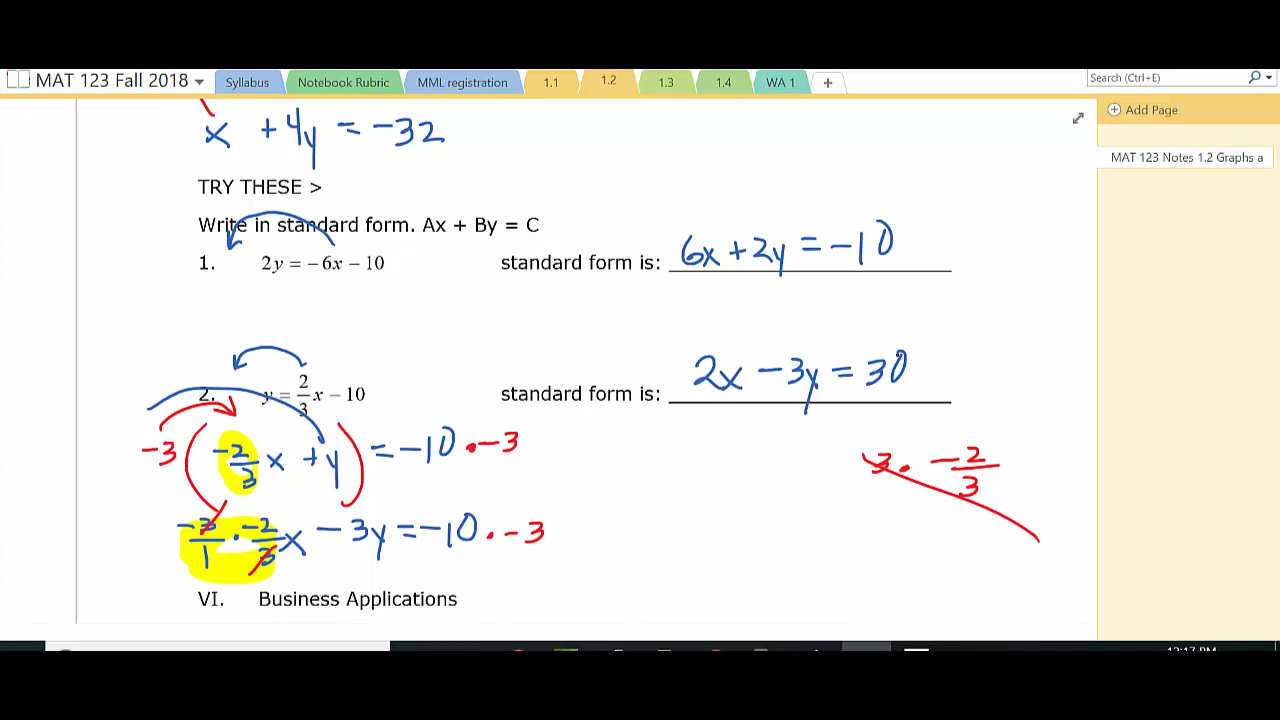 MAT 123 Fall 2018 Syllabus Notebook Rubric MML registration 1.1 1.2 1.3 1.4 WA 1 + Search (Ctrl+E)
Add Page
MAT 123 Notes 1.2 Graphs a
x + 4y = -32
TRY THESE >
Write in standard form. Ax + By = C
1. 2y = -6x - 10 standard form is: 6x + 2y = -10
2. y = 2/3 x - 10 standard form is: 2x - 3y = 30
-3 ( -2/3 x + y ) = -10 • -3
3 • -2/3
-3/1 • -2/3 x - 3y = -10 • -3
VI. Business Applications